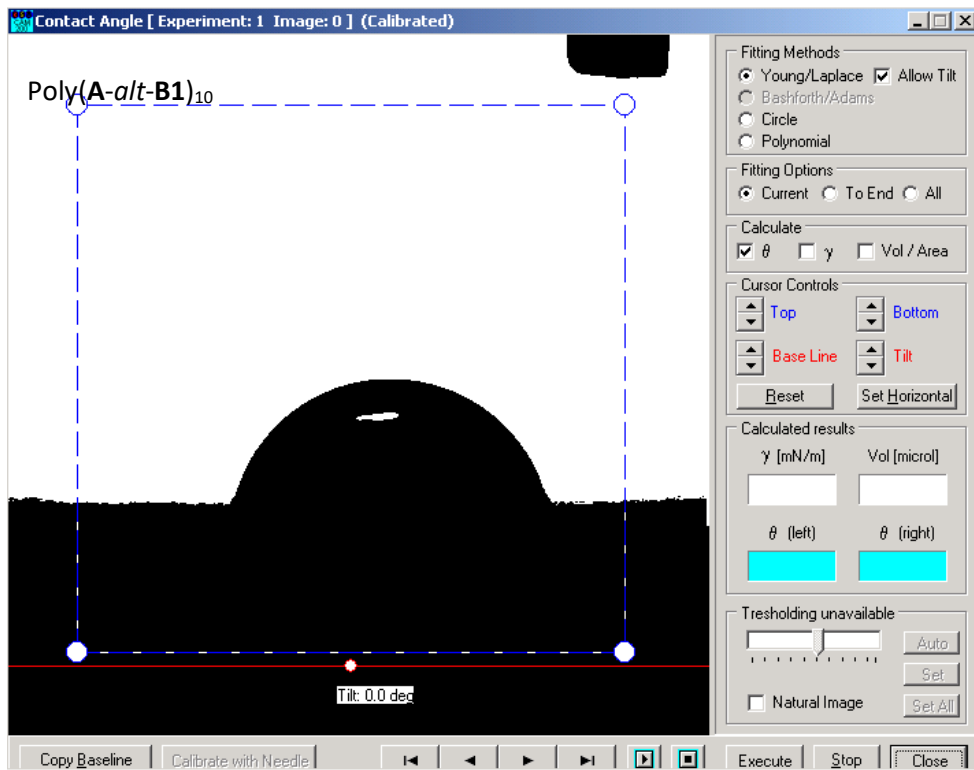 Contact Angle [ Experiment: 1 Image: 0 ] (Calibrated)
Poly(A-alt-B1)10
Fitting Methods
Young/Laplace Allow Tilt
Bashforth/Adams
Circle
Polynomial
Fitting Options
Current To End All
Calculate
θ γ Vol / Area
Cursor Controls
Top Bottom
Base Line Tilt
Reset Set Horizontal
Calculated results
γ [mN/m] Vol [microl]
θ (left) θ (right)
Tresholding unavailable
Auto
Set
Natural Image Set All
Tilt: 0.0 deg
Copy Baseline Calibrate with Needle Execute Stop Close